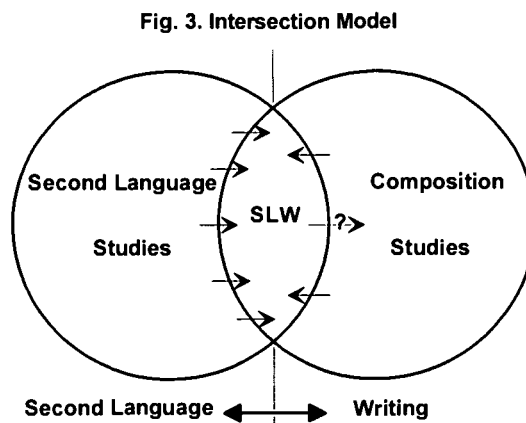 Fig. 3. Intersection Model
Second Language
Studies
SLW
?
Composition
Studies
Second Language
Writing